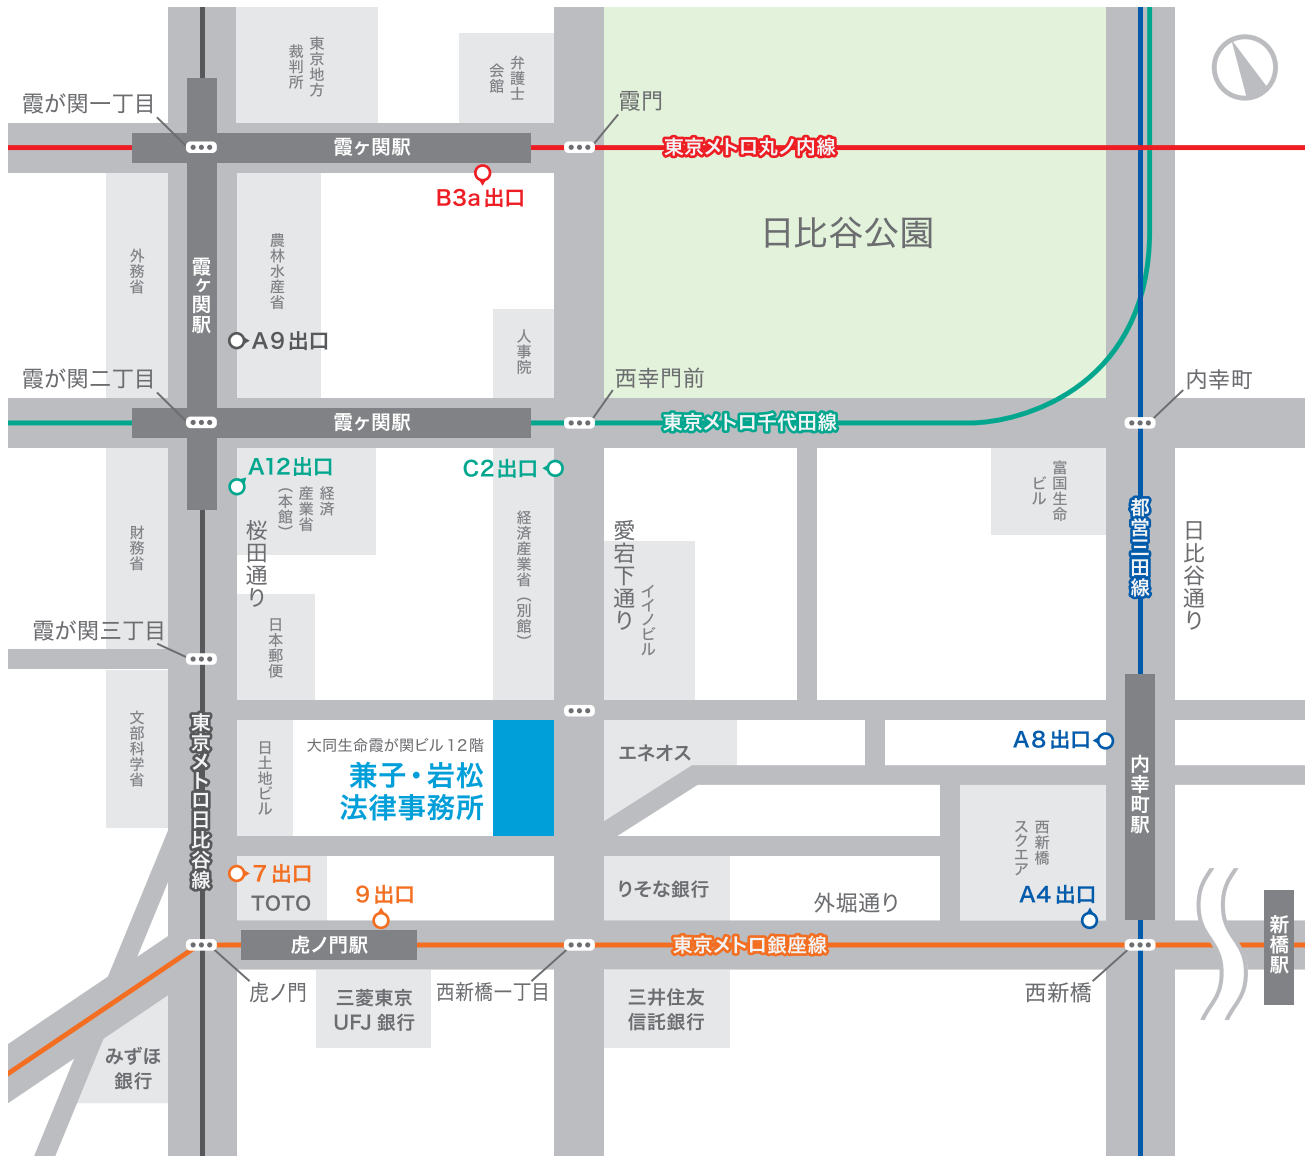 東京地方
裁判所
弁護士
会館
霞が関一丁目
霞門
霞ヶ関駅
東京メトロ丸ノ内線
B3a出口
日比谷公園
外務省
霞ヶ関駅
農林水産省
A9出口
人事院
霞が関二丁目
西幸門前
内幸町
霞ヶ関駅
東京メトロ千代田線
A12出口
C2出口
経済
産業省
（本館）
桜田通り
財務省
経済産業省（別館）
愛宕下通り
イイノビル
富国生命
ビル
都営三田線
日比谷通り
霞が関三丁目
日本郵便
文部科学省
東京メトロ日比谷線
日土地ビル
大同生命霞が関ビル12階
兼子・岩松
法律事務所
エネオス
A8出口
内幸町駅
西新橋
スクエア
7出口
TOTO
9出口
りそな銀行
外堀通り
A4出口
虎ノ門駅
東京メトロ銀座線
新橋駅
虎ノ門
三菱東京
UFJ銀行
西新橋一丁目
三井住友
信託銀行
西新橋
みずほ
銀行